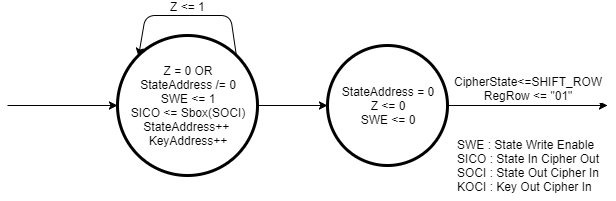 Z <= 1
Z = 0 OR
StateAddress /= 0
SWE <= 1
SICO <= Sbox(SOCI)
StateAddress++
KeyAddress++
StateAddress = 0
Z <= 0
SWE <= 0
CipherState<=SHIFT_ROW
RegRow <= "01"
SWE : State Write Enable
SICO : State In Cipher Out
SOCI : State Out Cipher In
KOCI : Key Out Cipher In